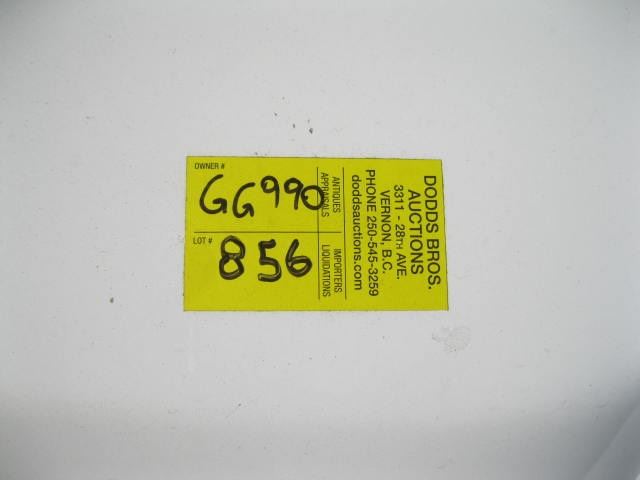 OWNER #
GG990
LOT #
856
ANTIQUES
APPRAISALS
IMPORTERS
LIQUIDATIONS
DODDS BROS.
AUCTIONS
3311 - 28TH AVE.
VERNON, B.C.
PHONE 250-545-3259
doddsauctions.com